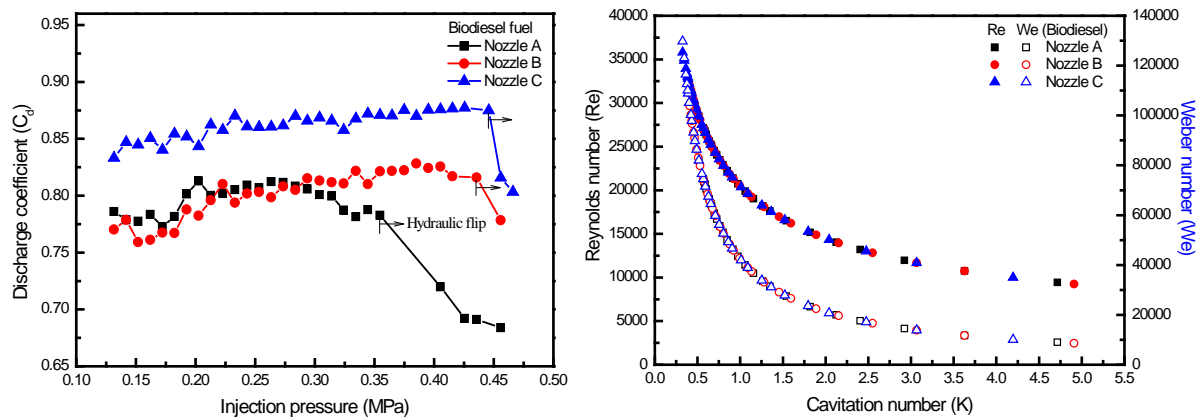 0.95
0.90
0.85
0.80
0.75
0.70
0.65
Discharge coefficient (C_d)
Biodiesel fuel
Nozzle A
Nozzle B
Nozzle C
Hydraulic flip
0.10 0.15 0.20 0.25 0.30 0.35 0.40 0.45 0.50
Injection pressure (MPa)
40000
35000
30000
25000
20000
15000
10000
5000
0
Reynolds number (Re)
Re We (Biodiesel)
Nozzle A
Nozzle B
Nozzle C
140000
120000
100000
80000
60000
40000
20000
0
Weber number (We)
0.0 0.5 1.0 1.5 2.0 2.5 3.0 3.5 4.0 4.5 5.0 5.5
Cavitation number (K)